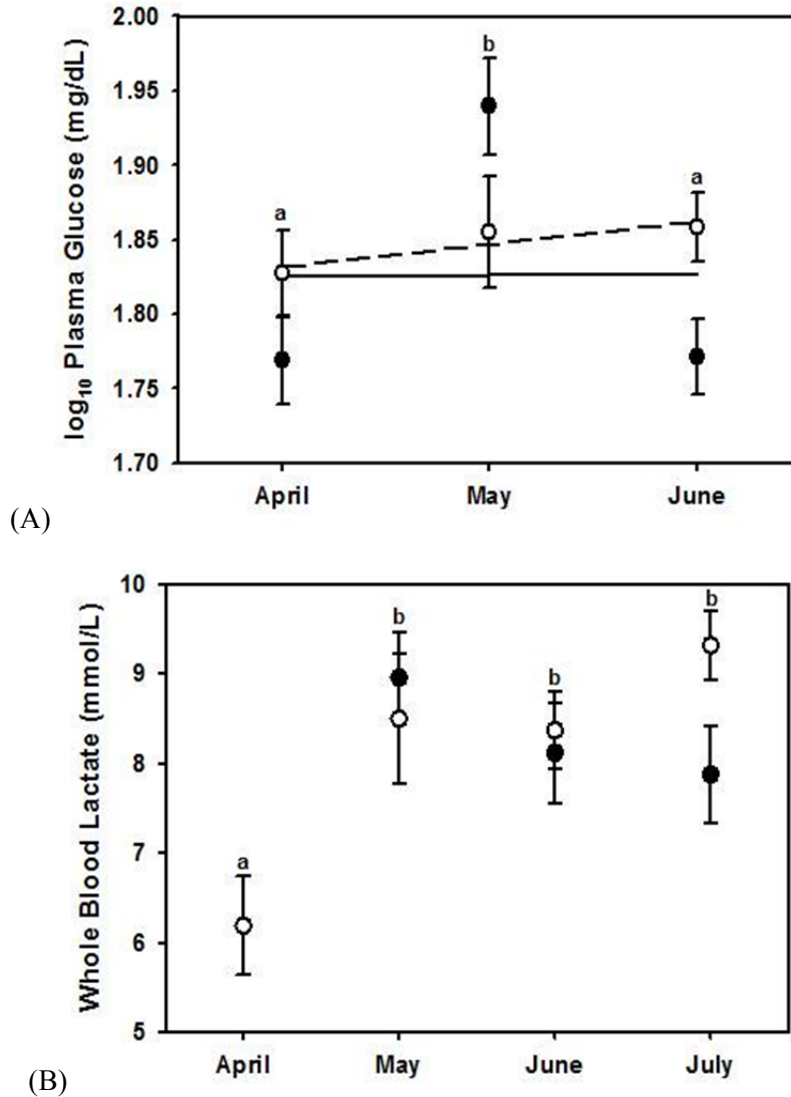 2.00
1.95
1.90
1.85
1.80
1.75
1.70
log₁₀ Plasma Glucose (mg/dL)
a
b
a
April May June
(A)
10
9
8
7
6
5
Whole Blood Lactate (mmol/L)
a
b
b
b
April May June July
(B)